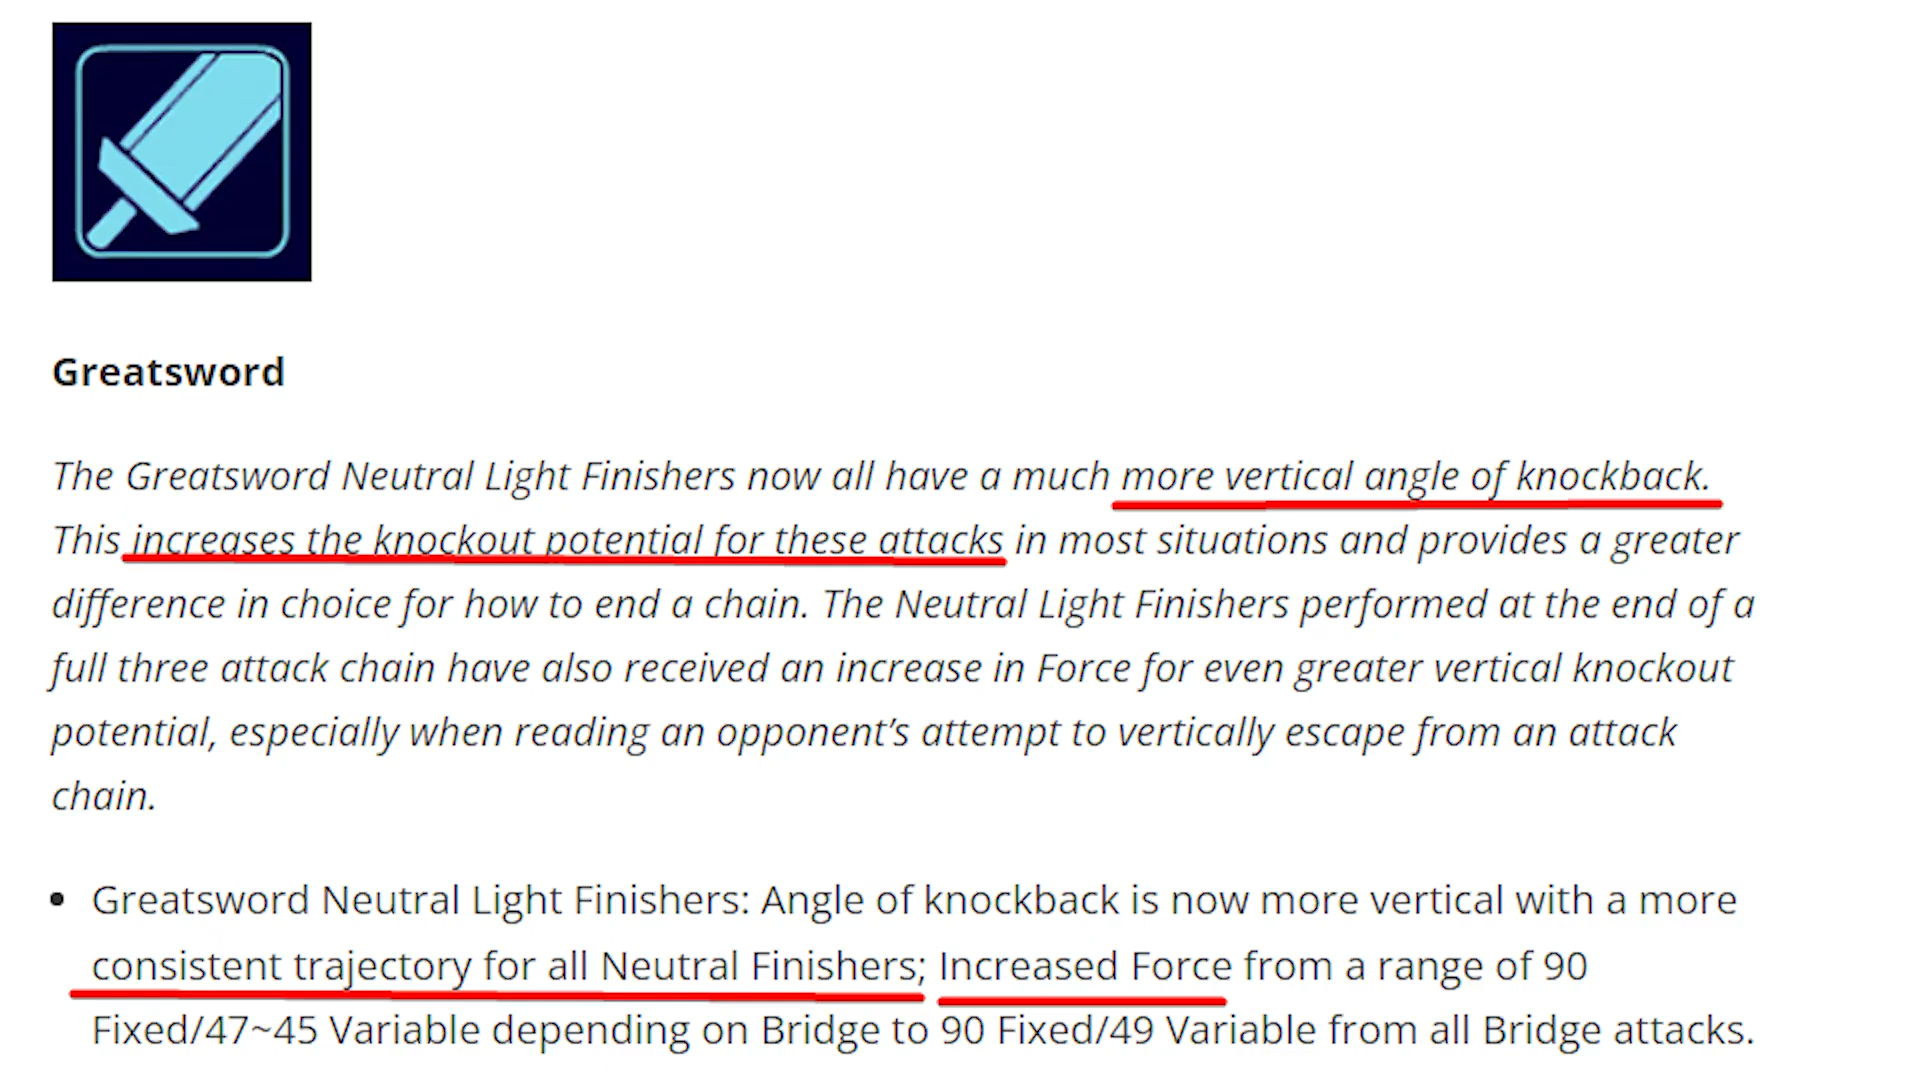 Greatsword
The Greatsword Neutral Light Finishers now all have a much more vertical angle of knockback.
This increases the knockout potential for these attacks in most situations and provides a greater
difference in choice for how to end a chain. The Neutral Light Finishers performed at the end of a
full three attack chain have also received an increase in Force for even greater vertical knockout
potential, especially when reading an opponent’s attempt to vertically escape from an attack
chain.
• Greatsword Neutral Light Finishers: Angle of knockback is now more vertical with a more
consistent trajectory for all Neutral Finishers; Increased Force from a range of 90
Fixed/47~45 Variable depending on Bridge to 90 Fixed/49 Variable from all Bridge attacks.